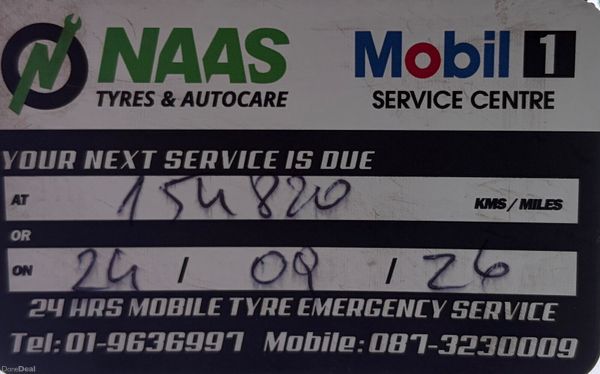 NAAS
TYRES & AUTOCARE
Mobil 1
SERVICE CENTRE
YOUR NEXT SERVICE IS DUE
AT 154820 KMS / MILES
OR
ON 24 / 09 / 26
24 HRS MOBILE TYRE EMERGENCY SERVICE
Tel: 01-9636997 Mobile: 087-3230009
DoneDeal